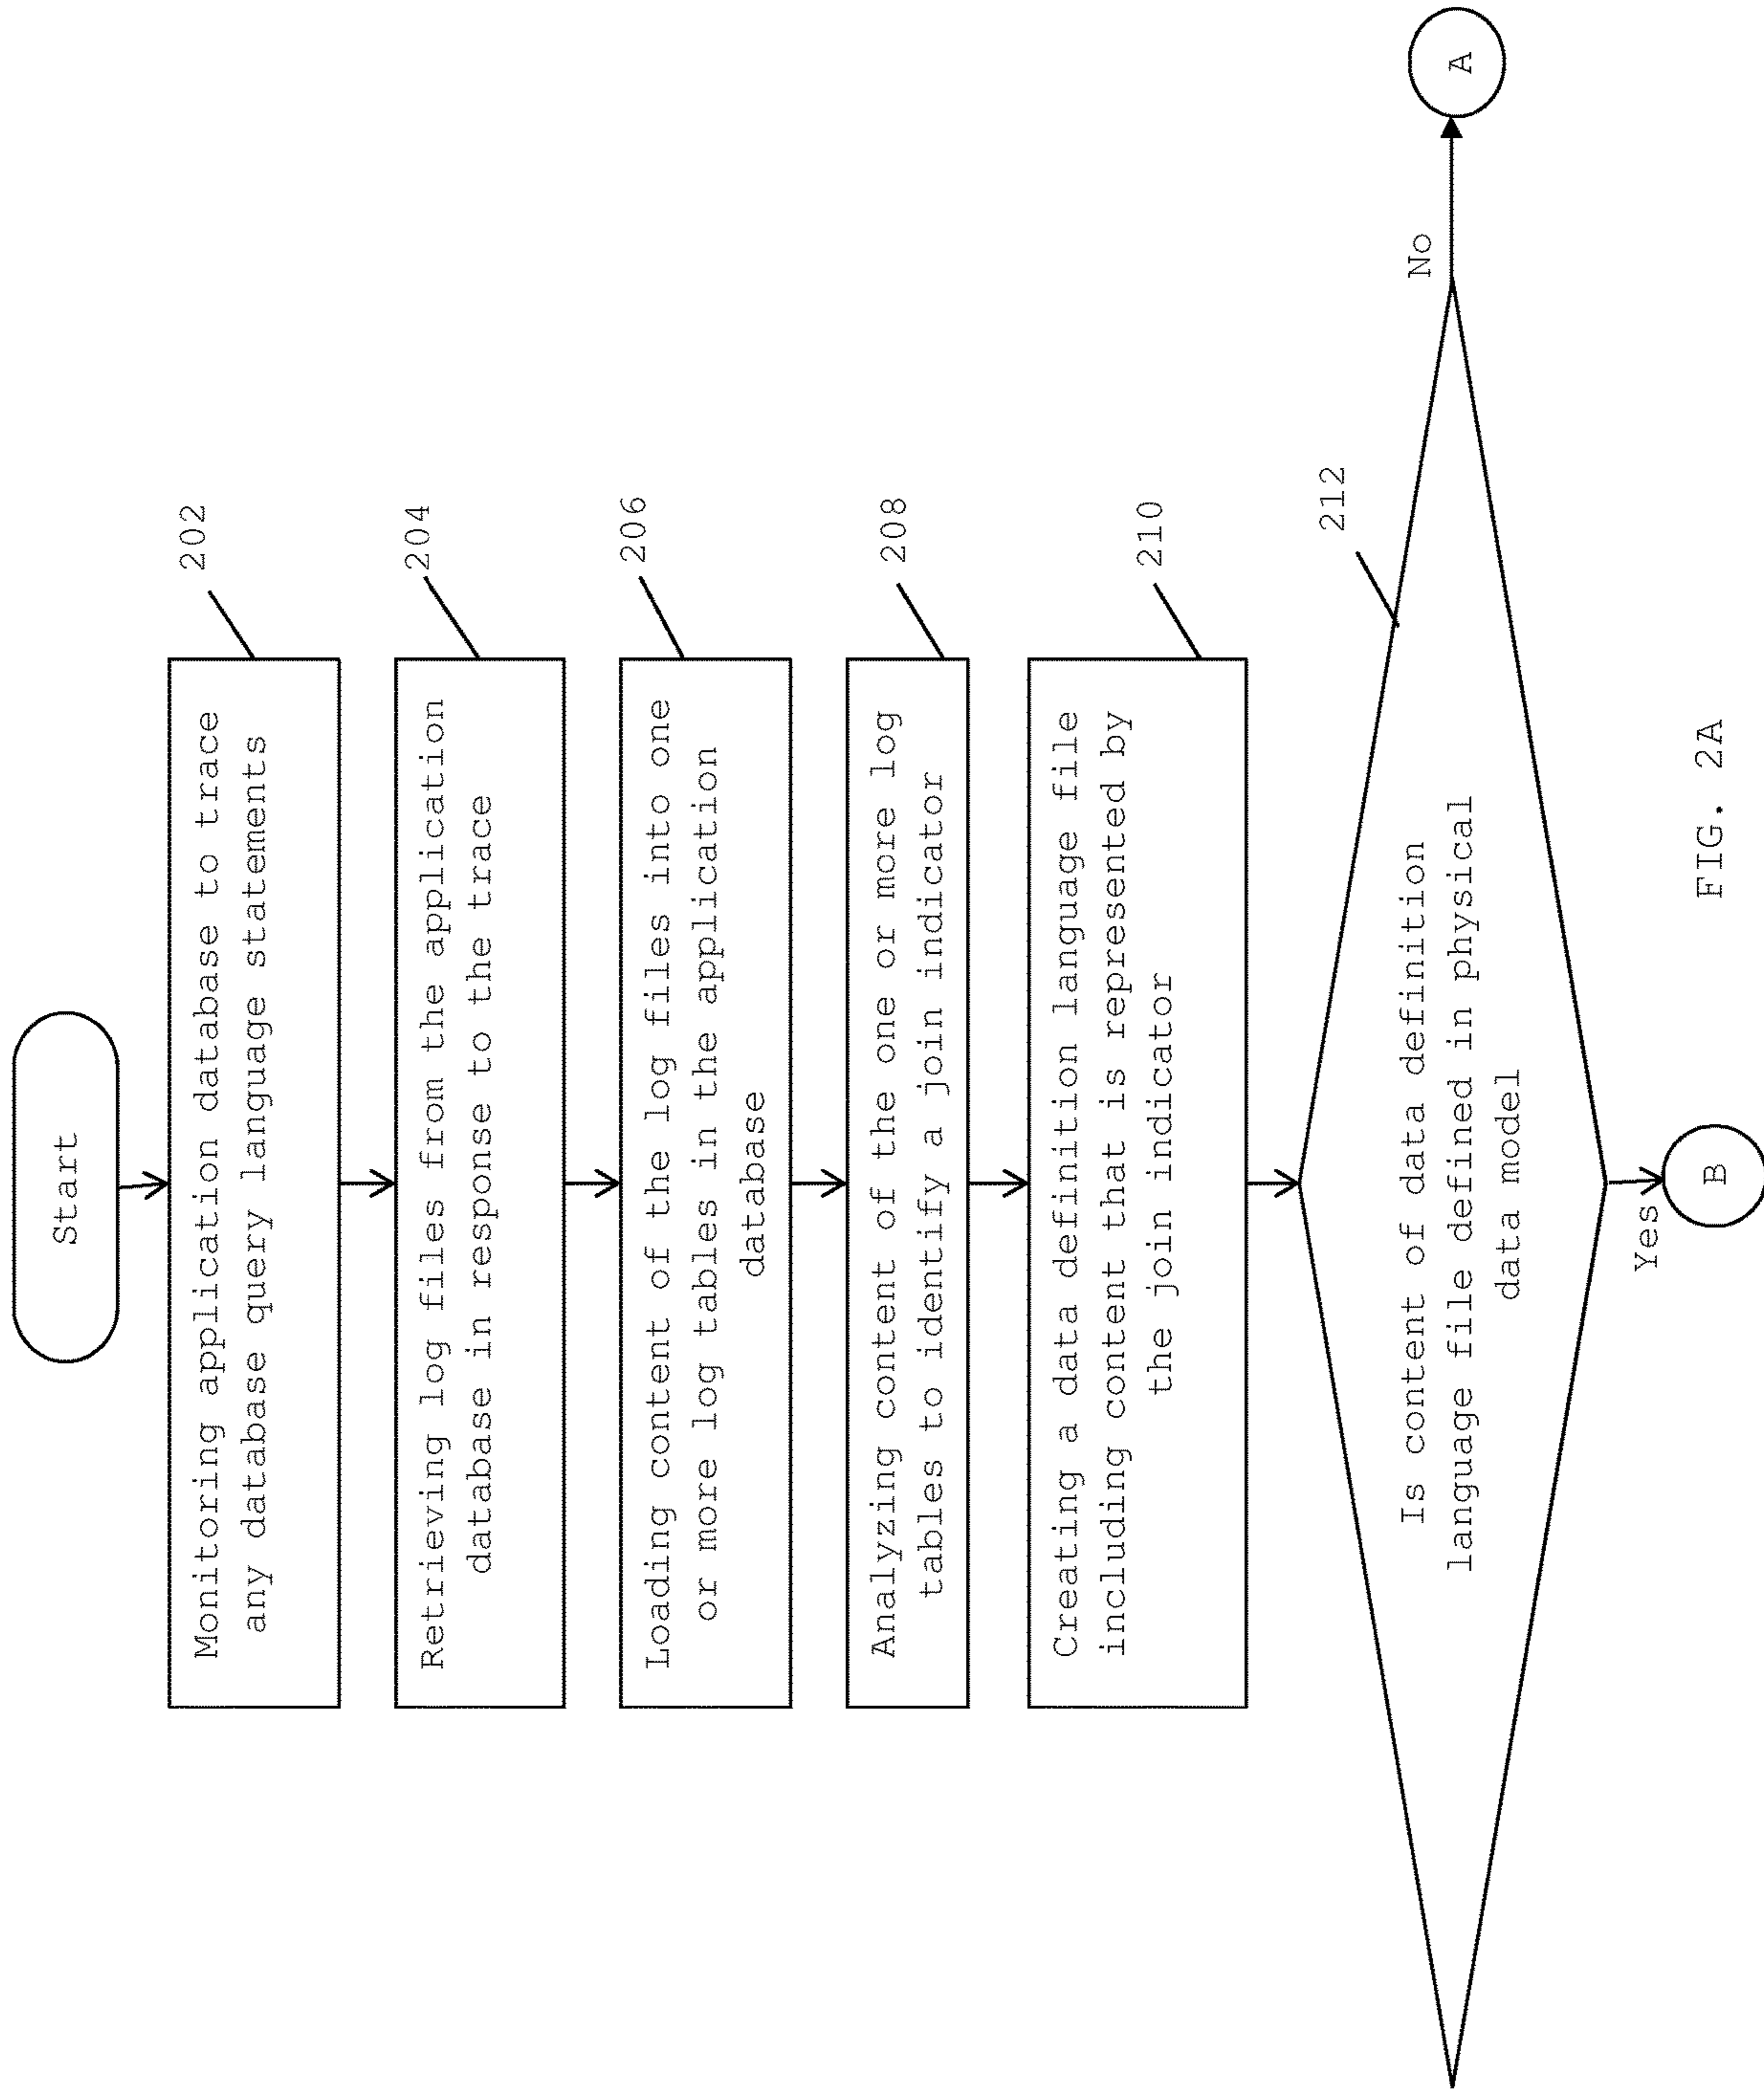 Start
202
Monitoring application database to trace
any database query language statements
204
Retrieving log files from the application
database in response to the trace
206
Loading content of the log files into one
or more log tables in the application
database
208
Analyzing content of the one or more log
tables to identify a join indicator
210
Creating a data definition language file
including content that is represented by
the join indicator
212
Is content of data definition
language file defined in physical
data model
No
A
Yes
B
FIG. 2A